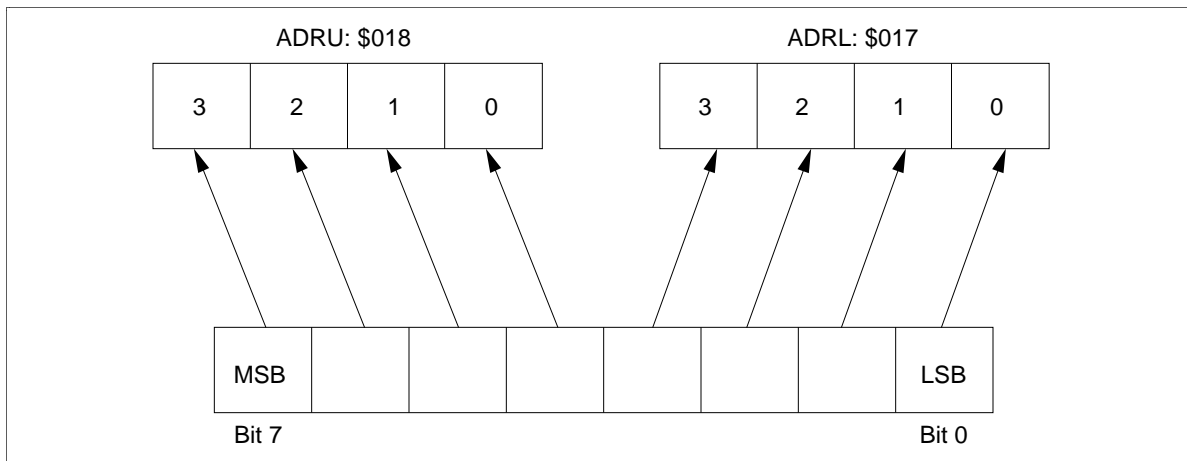 ADRU: $018
ADRL: $017
3 2 1 0
3 2 1 0
MSB
LSB
Bit 7
Bit 0